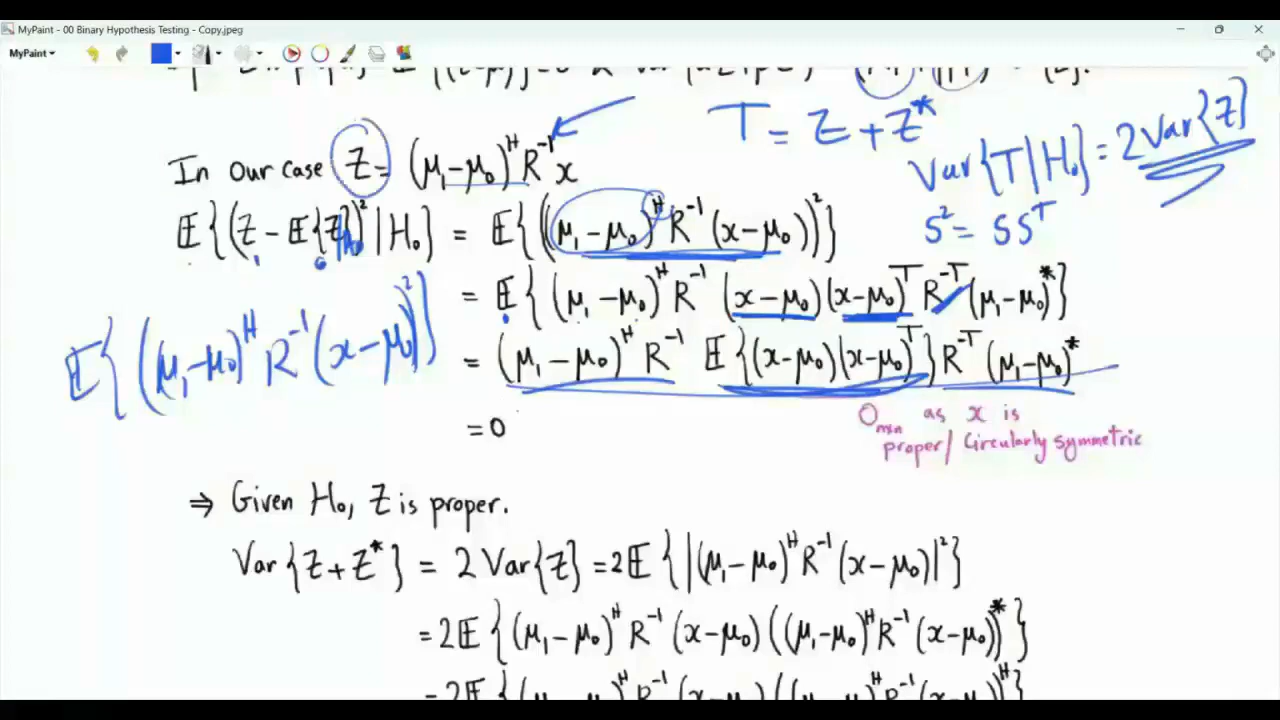 MyPaint - 00 Binary Hypothesis Testing - Copy.jpeg
MyPaint
T = Z + Z*
In our case Z = (μ₁-μ₀)ᴴ R⁻¹ x
Var{T|H₀} = 2Var{Z}
S² = SSᵀ
𝔼{(Z - 𝔼{Z|H₀})²|H₀} = 𝔼{((μ₁-μ₀)ᴴ R⁻¹ (x-μ₀))²}
= 𝔼{(μ₁-μ₀)ᴴ R⁻¹ (x-μ₀)(x-μ₀)ᵀ R⁻ᵀ (μ₁-μ₀)*}
𝔼{((μ₁-μ₀)ᴴ R⁻¹ (x-μ₀))²}
= (μ₁-μ₀)ᴴ R⁻¹ 𝔼{(x-μ₀)(x-μ₀)ᵀ} R⁻ᵀ (μ₁-μ₀)*
= 0
0ₘₓₙ as x is
proper/Circularly symmetric
⇒ Given H₀, Z is proper.
Var{Z+Z*} = 2 Var{Z} = 2𝔼{|(μ₁-μ₀)ᴴ R⁻¹ (x-μ₀)|²}
= 2𝔼{(μ₁-μ₀)ᴴ R⁻¹ (x-μ₀)((μ₁-μ₀)ᴴ R⁻¹ (x-μ₀))*}